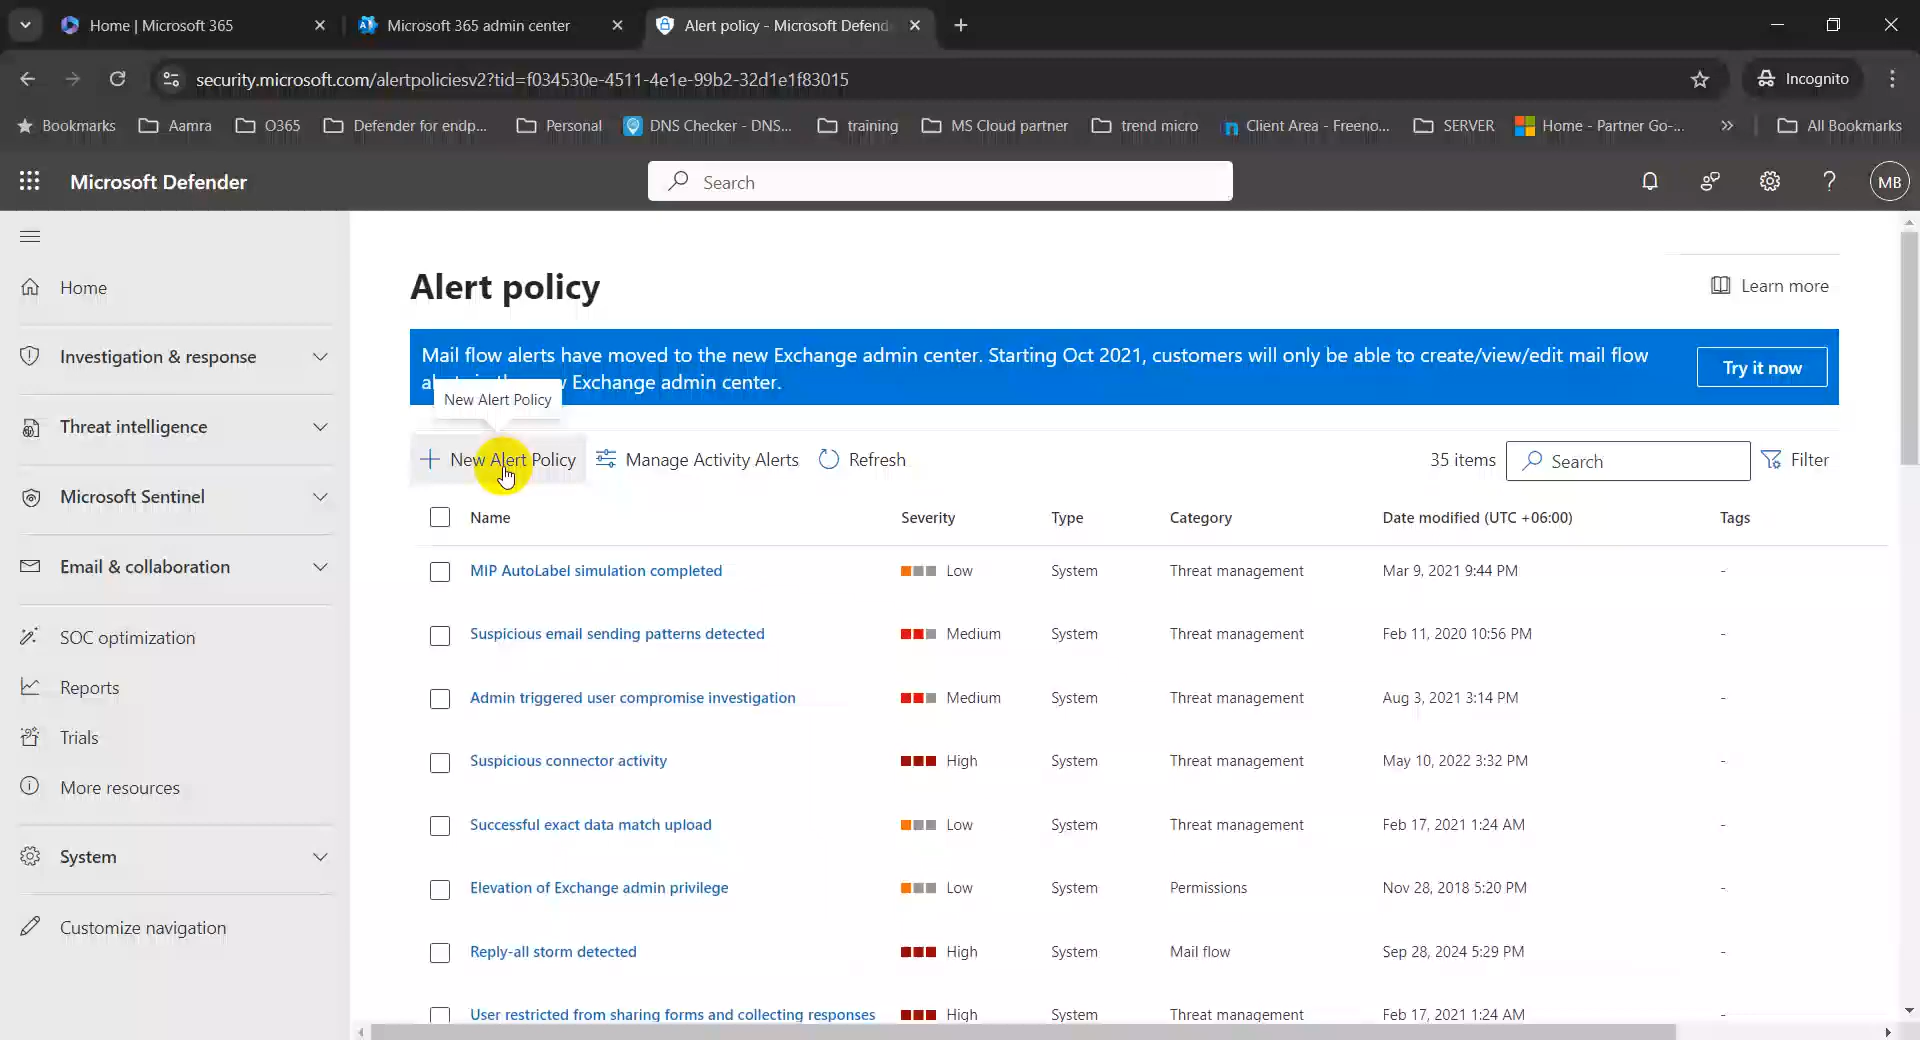 Home | Microsoft 365
Microsoft 365 admin center
Alert policy - Microsoft Defend
security.microsoft.com/alertpoliciesv2?tid=f034530e-4511-4e1e-99b2-32d1e1f83015
Incognito
Bookmarks
Aamra
O365
Defender for endp...
Personal
DNS Checker - DNS...
training
MS Cloud partner
trend micro
Client Area - Freeno...
SERVER
Home - Partner Go-...
All Bookmarks
Microsoft Defender
Search
MB
Home
Investigation & response
Threat intelligence
Microsoft Sentinel
Email & collaboration
SOC optimization
Reports
Trials
More resources
System
Customize navigation
Alert policy
Learn more
Mail flow alerts have moved to the new Exchange admin center. Starting Oct 2021, customers will only be able to create/view/edit mail flow
Exchange admin center.
Try it now
New Alert Policy
New Alert Policy
Manage Activity Alerts
Refresh
35 items
Search
Filter
Name Severity Type Category Date modified (UTC +06:00) Tags
MIP AutoLabel simulation completed Low System Threat management Mar 9, 2021 9:44 PM -
Suspicious email sending patterns detected Medium System Threat management Feb 11, 2020 10:56 PM -
Admin triggered user compromise investigation Medium System Threat management Aug 3, 2021 3:14 PM -
Suspicious connector activity High System Threat management May 10, 2022 3:32 PM -
Successful exact data match upload Low System Threat management Feb 17, 2021 1:24 AM -
Elevation of Exchange admin privilege Low System Permissions Nov 28, 2018 5:20 PM -
Reply-all storm detected High System Mail flow Sep 28, 2024 5:29 PM -
User restricted from sharing forms and collecting responses High System Threat management Feb 17, 2021 1:24 AM -